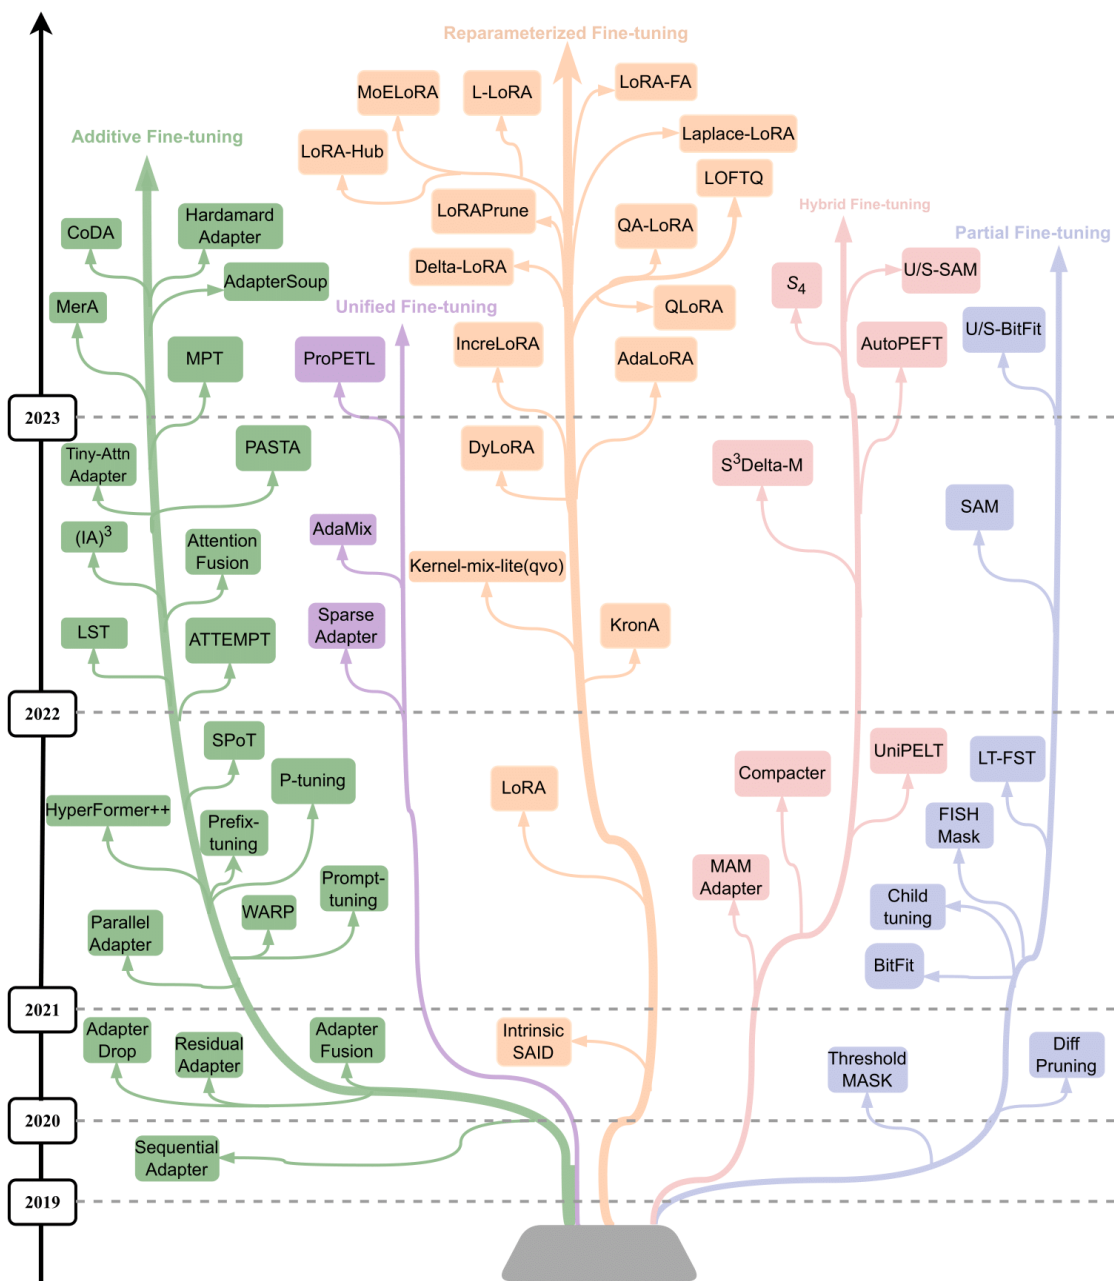 Reparameterized Fine-tuning
MoELoRA
L-LoRA
LoRA-FA
Laplace-LoRA
LoRA-Hub
LOFTQ
LoRAPrune
QA-LoRA
Delta-LoRA
QLoRA
IncreLoRA
AdaLoRA
DyLoRA
Kernel-mix-lite(qvo)
KronA
LoRA
Intrinsic
SAID
Additive Fine-tuning
CoDA
Hardamard
Adapter
AdapterSoup
MerA
MPT
Tiny-Attn
Adapter
PASTA
(IA)³
Attention
Fusion
LST
ATTEMPT
SPoT
P-tuning
HyperFormer++
Prefix-
tuning
Prompt-
tuning
WARP
Parallel
Adapter
Adapter
Drop
Residual
Adapter
Adapter
Fusion
Sequential
Adapter
Unified Fine-tuning
ProPETL
AdaMix
Sparse
Adapter
Hybrid Fine-tuning
S₄
U/S-SAM
AutoPEFT
S³Delta-M
UniPELT
Compacter
MAM
Adapter
Partial Fine-tuning
U/S-BitFit
SAM
LT-FST
FISH
Mask
Child
tuning
BitFit
Threshold
MASK
Diff
Pruning
2023
2022
2021
2020
2019